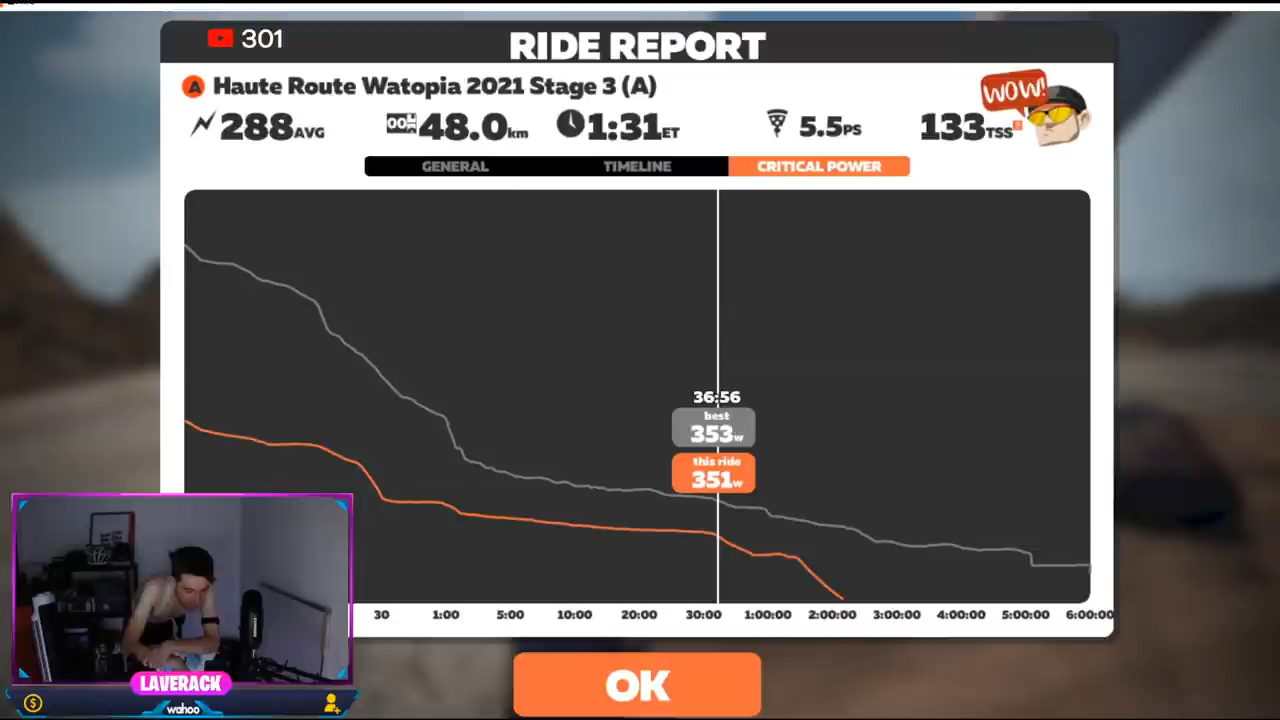 301
RIDE REPORT
A Haute Route Watopia 2021 Stage 3 (A)
WOW!
288AVG 48.0km 1:31ET 5.5PS 133TSS?
GENERAL TIMELINE CRITICAL POWER
36:56
best
353w
this ride
351w
30 1:00 5:00 10:00 20:00 30:00 1:00:00 2:00:00 3:00:00 4:00:00 5:00:00 6:00:00
OK
LAVERACK
$ wahoo